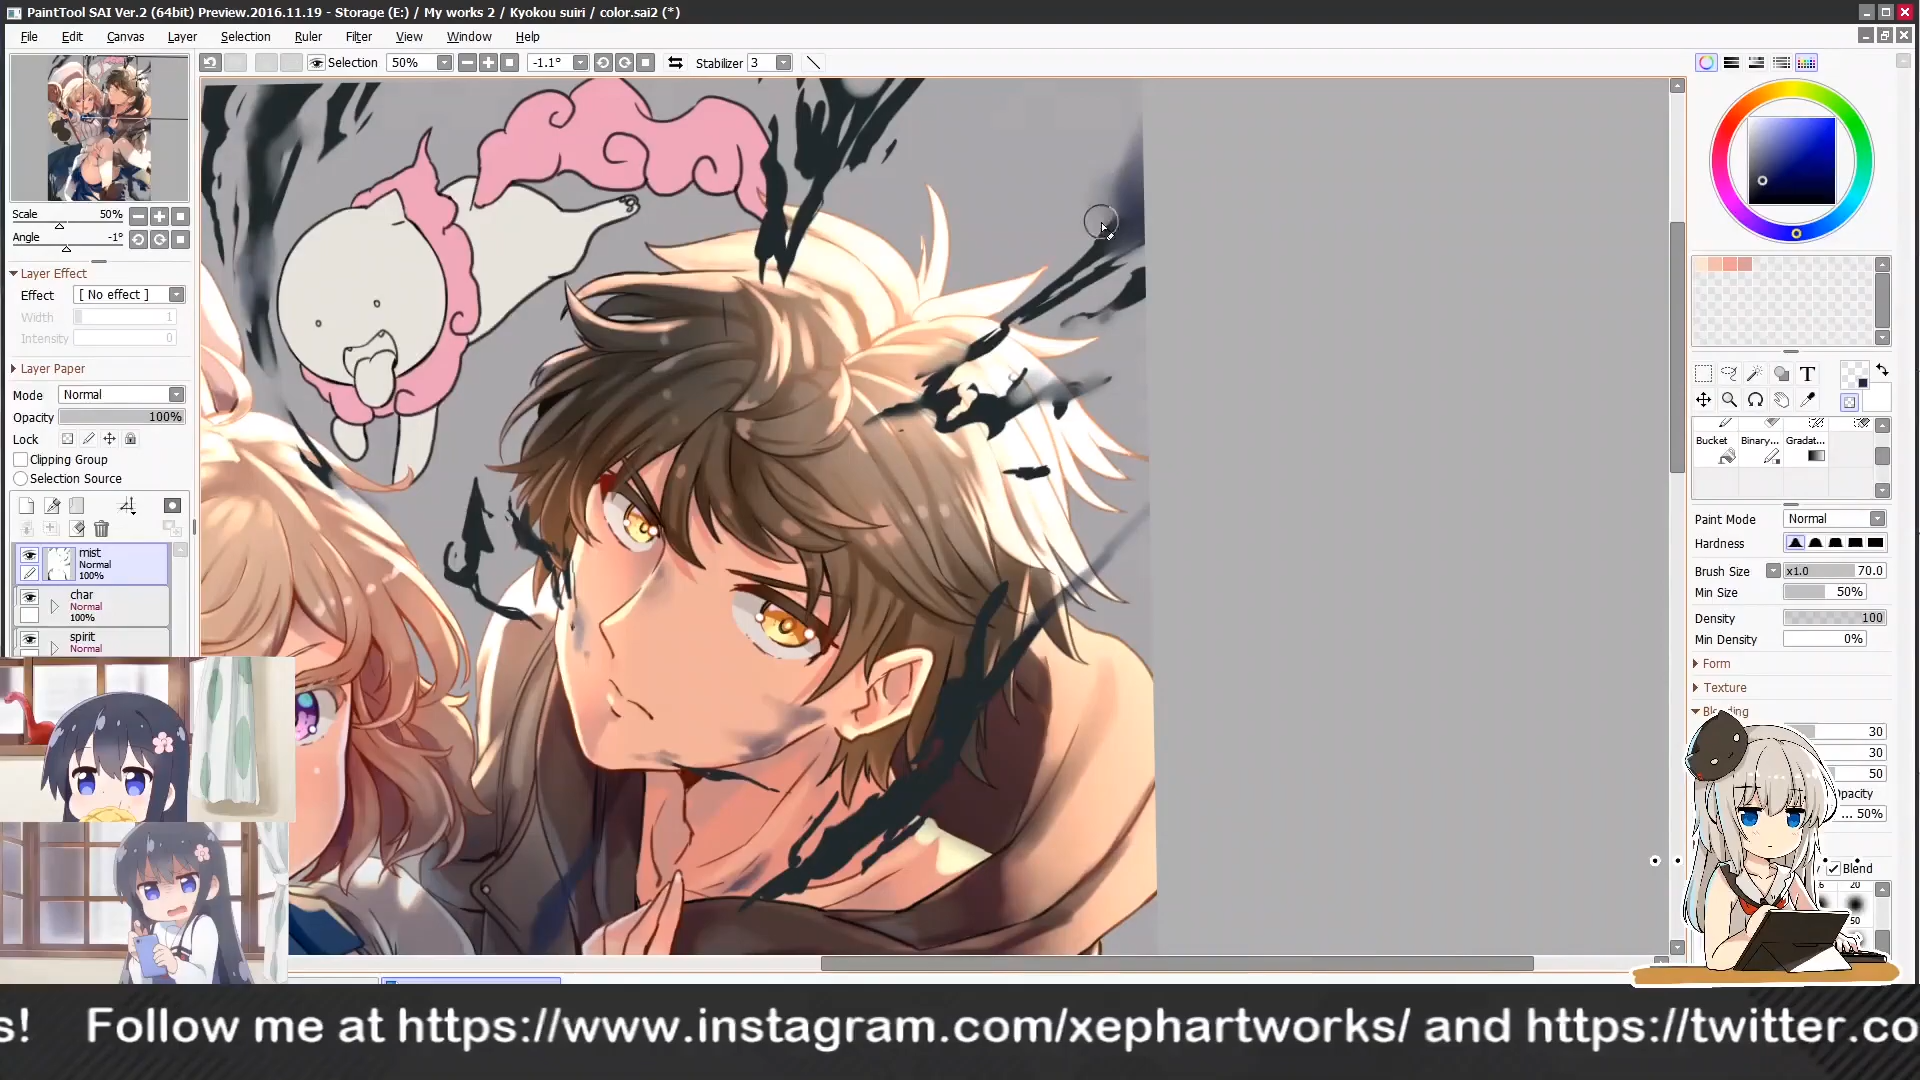 PaintTool SAI Ver.2 (64bit) Preview.2016.11.19 - Storage (E:) / My works 2 / Kyokou suiri / color.sai2 (*)
File Edit Canvas Layer Selection Ruler Filter View Window Help
Selection 50% -1.1° Stabilizer 3
Scale 50%
Angle -1°
Layer Effect
Effect [ No effect ]
Width 1
Intensity 0
Layer Paper
Mode Normal
Opacity 100%
Lock
Clipping Group
Selection Source
mist
Normal
100%
char
Normal
100%
spirit
Normal
T
Bucket Binary... Gradat...
Paint Mode Normal
Hardness
Brush Size x1.0 70.0
Min Size 50%
Density 100
Min Density 0%
Form
Texture
30
30
50
... 50%
Blend
20
50
s! Follow me at https://www.instagram.com/xephartworks/ and https://twitter.co